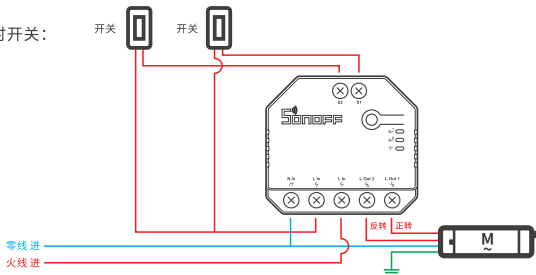 开关：
开关
开关
S2
S1
SONOFF
N In
L In
L In
L Out 2
L Out 1
反转
正转
零线 进
火线 进
M
~